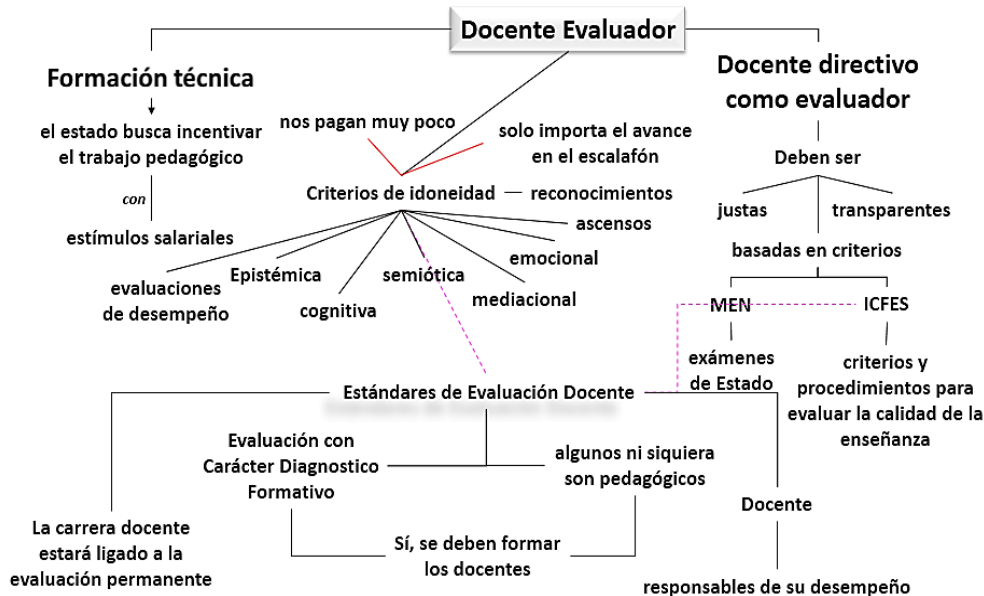 Docente Evaluador
Formación técnica
el estado busca incentivar
el trabajo pedagógico
con
estímulos salariales
nos pagan muy poco
solo importa el avance
en el escalafón
Criterios de idoneidad
reconocimientos
ascensos
emocional
mediacional
semiótica
cognitiva
Epistémica
evaluaciones
de desempeño
Docente directivo
como evaluador
Deben ser
justas
transparentes
basadas en criterios
MEN
ICFES
exámenes
de Estado
criterios y
procedimientos para
evaluar la calidad de la
enseñanza
Estándares de Evaluación Docente
Evaluación con
Carácter Diagnostico
Formativo
algunos ni siquiera
son pedagógicos
Sí, se deben formar
los docentes
La carrera docente
estará ligado a la
evaluación permanente
Docente
responsables de su desempeño